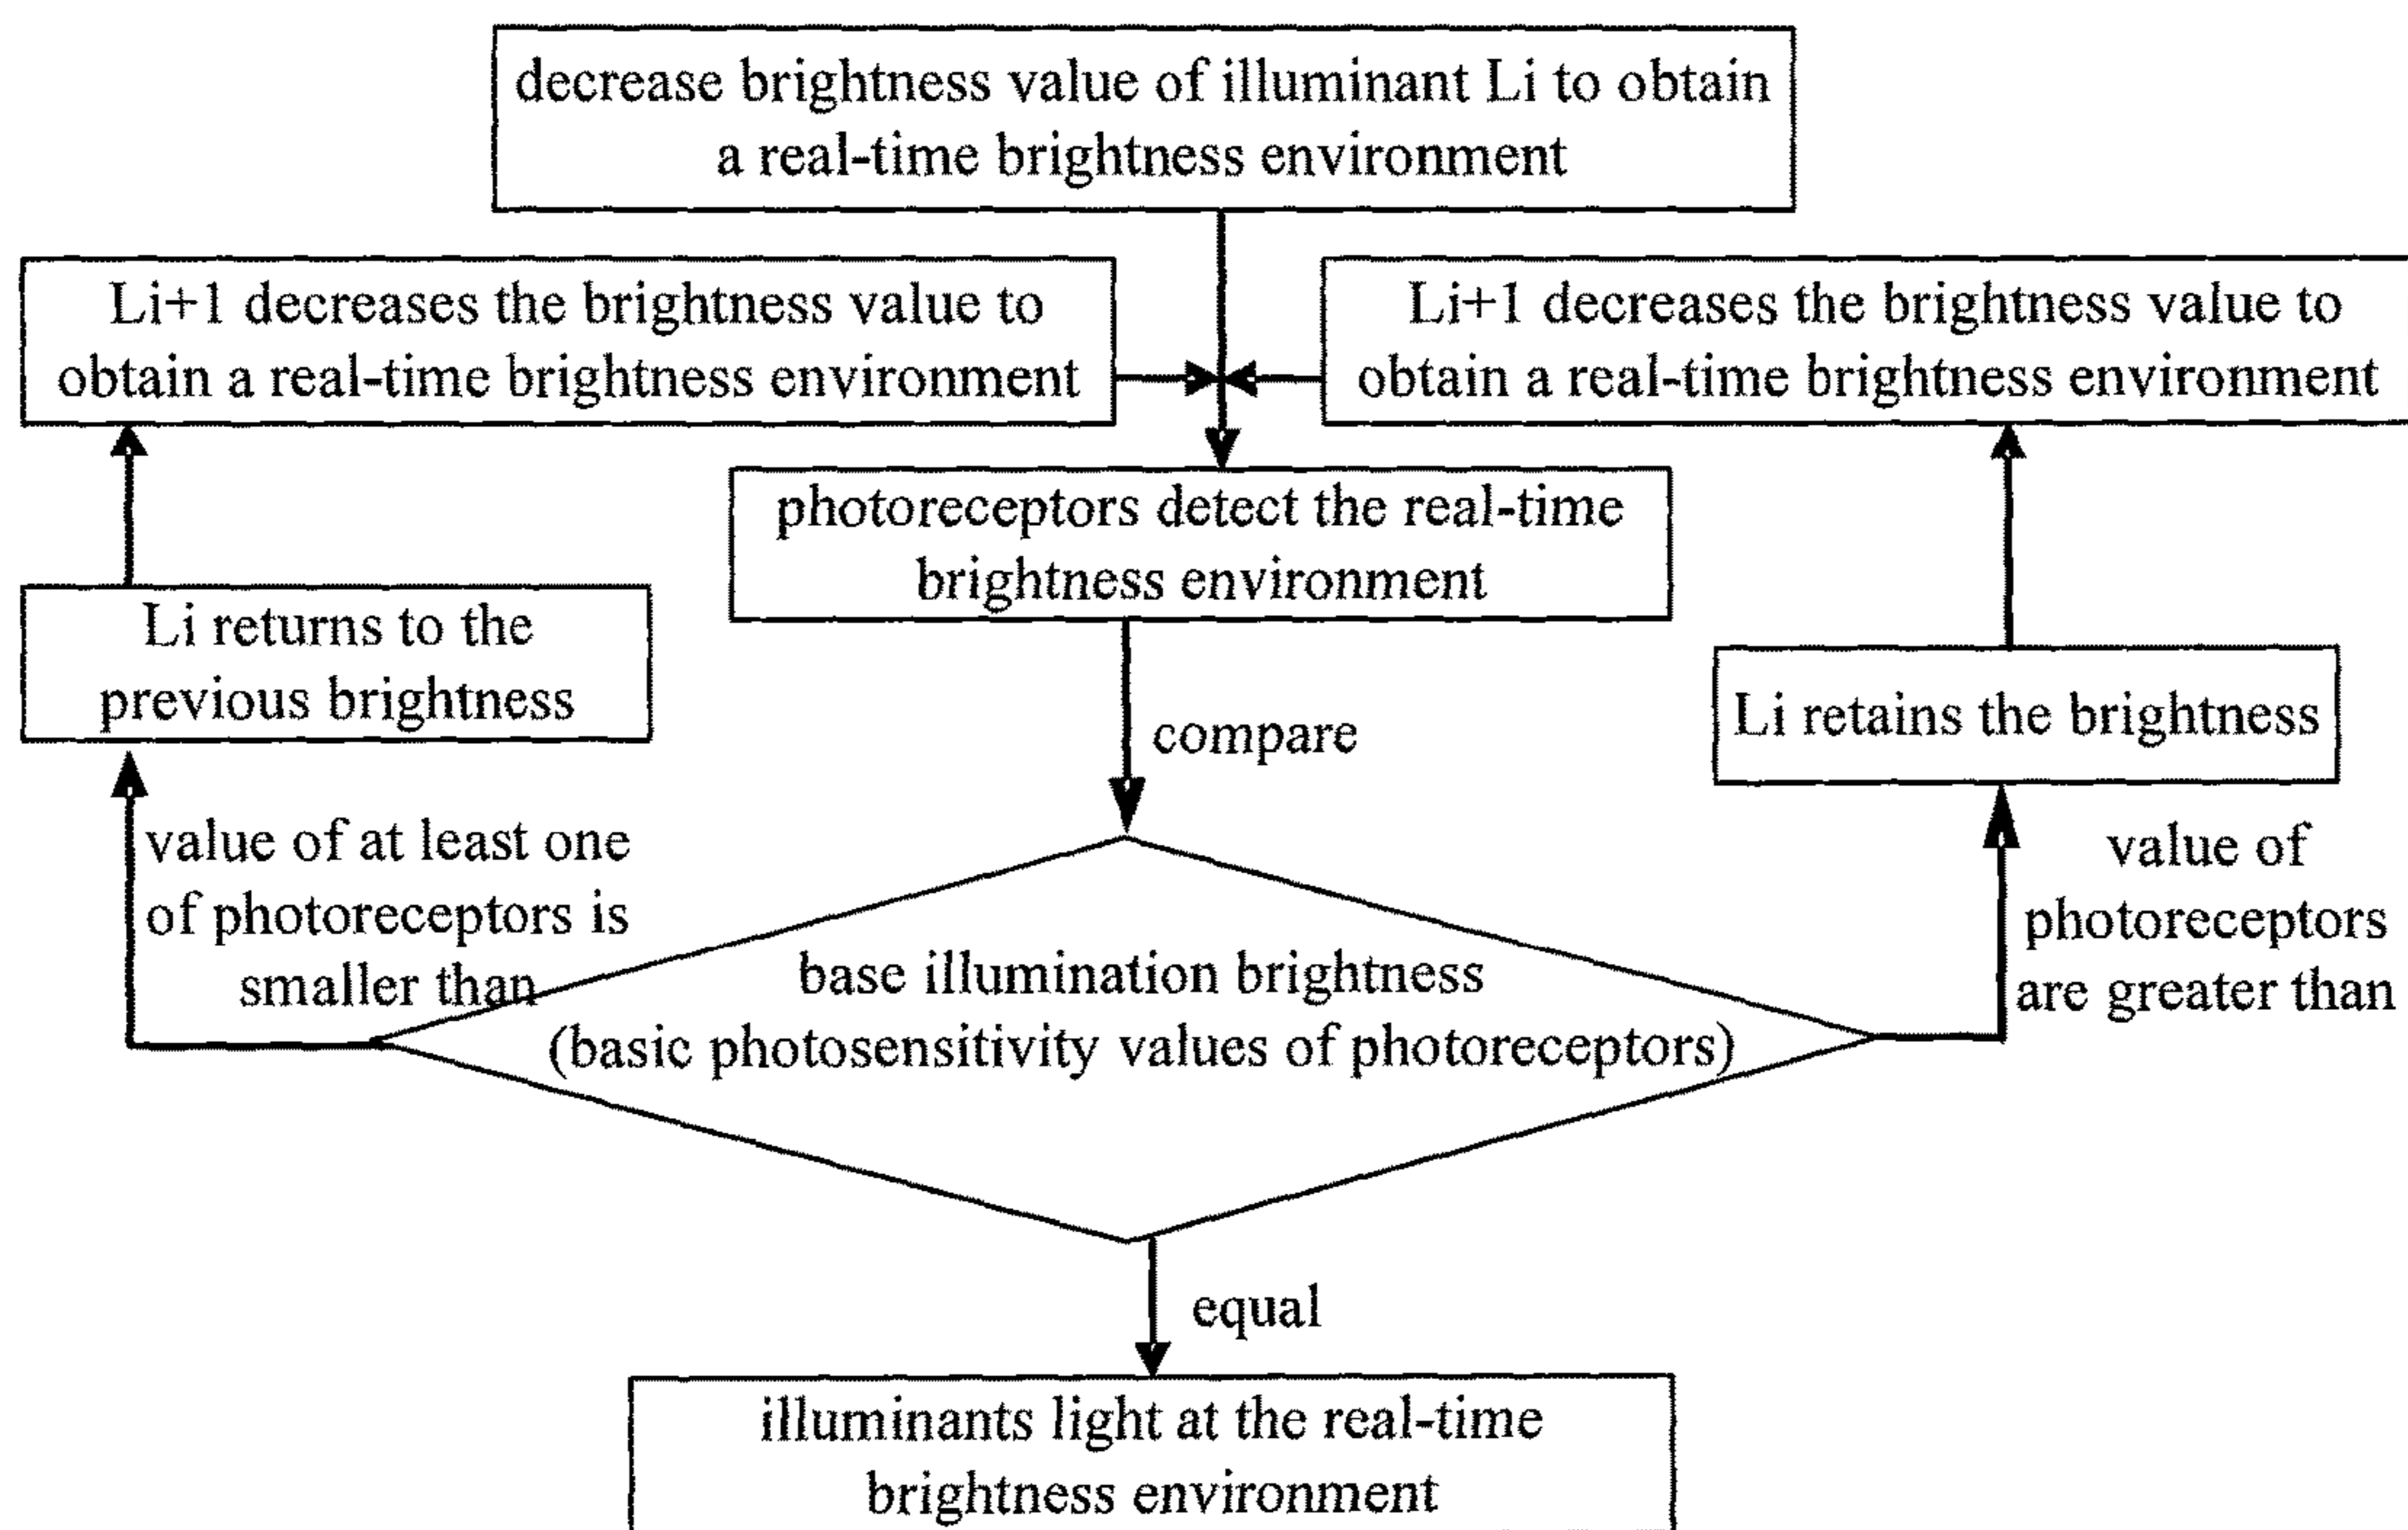 decrease brightness value of illuminant Li to obtain
a real-time brightness environment
Li+1 decreases the brightness value to
obtain a real-time brightness environment
Li+1 decreases the brightness value to
obtain a real-time brightness environment
photoreceptors detect the real-time
brightness environment
Li returns to the
previous brightness
Li retains the brightness
compare
value of at least one
of photoreceptors is
smaller than
value of
photoreceptors
are greater than
base illumination brightness
(basic photosensitivity values of photoreceptors)
equal
illuminants light at the real-time
brightness environment